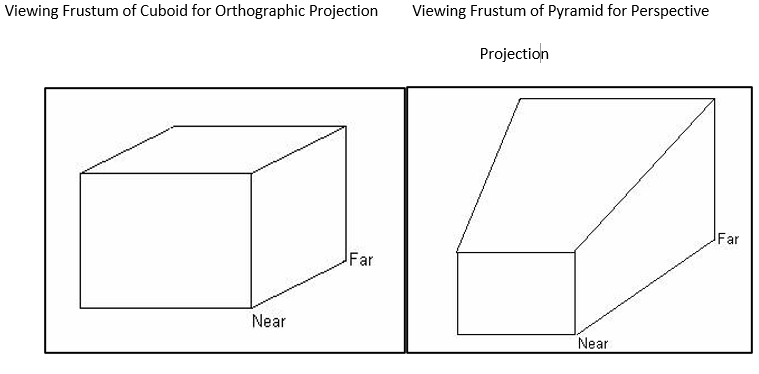 Viewing Frustum of Cuboid for Orthographic Projection
Viewing Frustum of Pyramid for Perspective
Projection
Far
Near
Far
Near